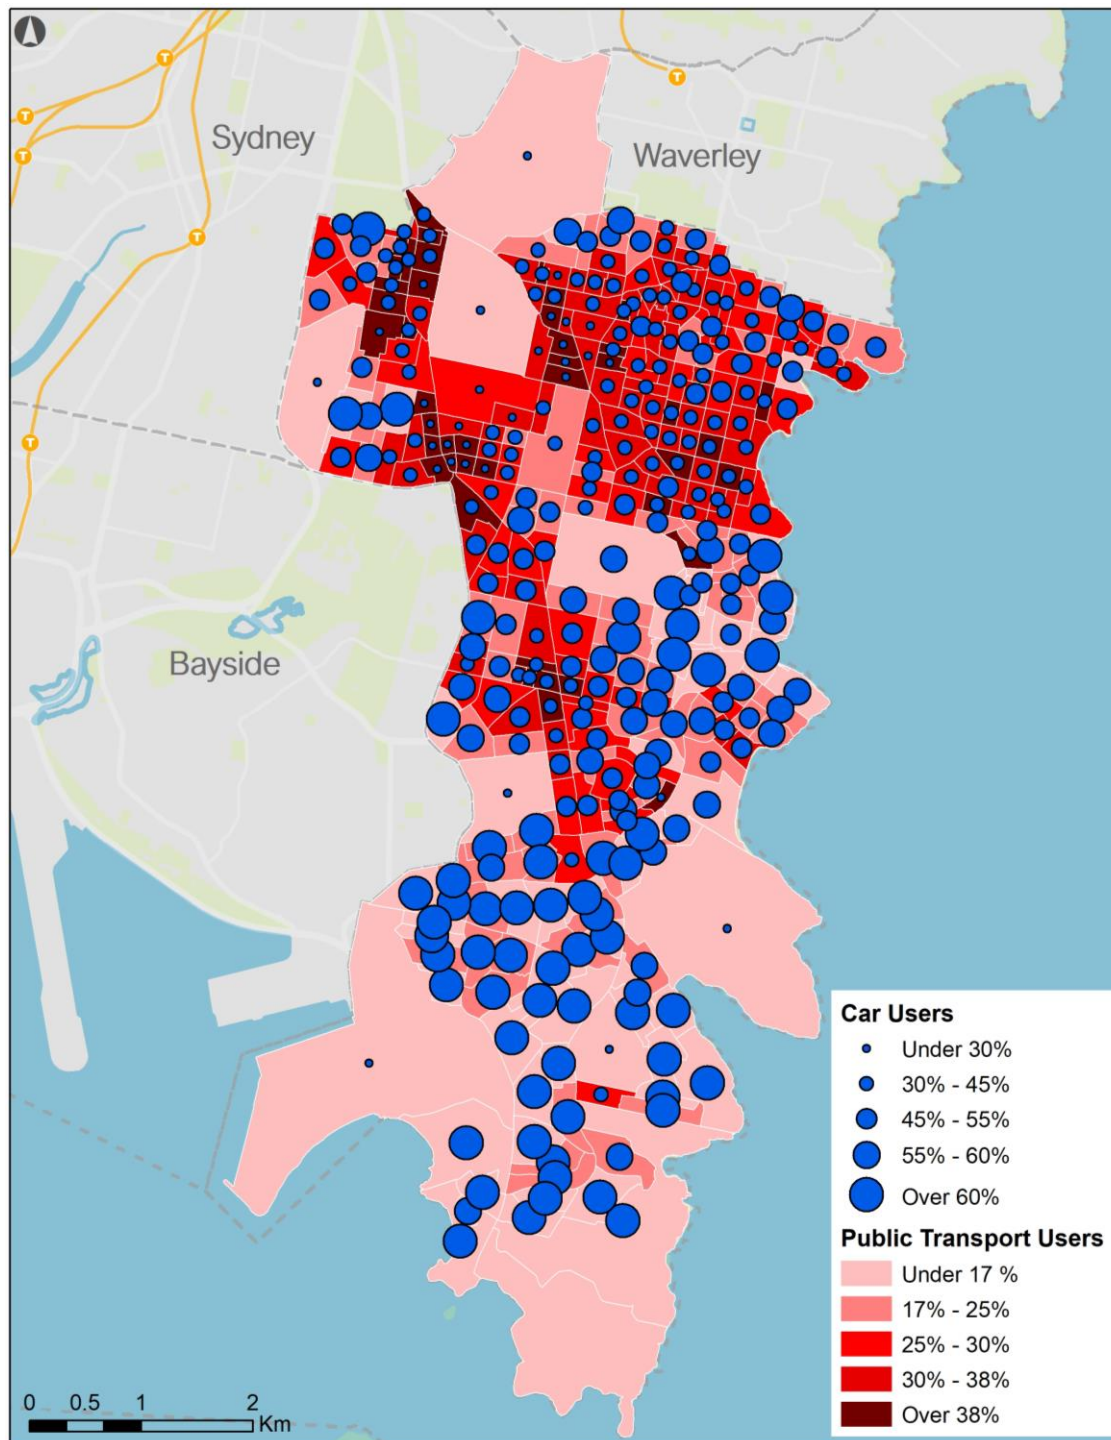 T
T
T
Sydney
Waverley
T
T
T
Bayside
Car Users
Under 30%
30% - 45%
45% - 55%
55% - 60%
Over 60%
Public Transport Users
Under 17 %
17% - 25%
25% - 30%
30% - 38%
Over 38%
0 0.5 1 2
Km